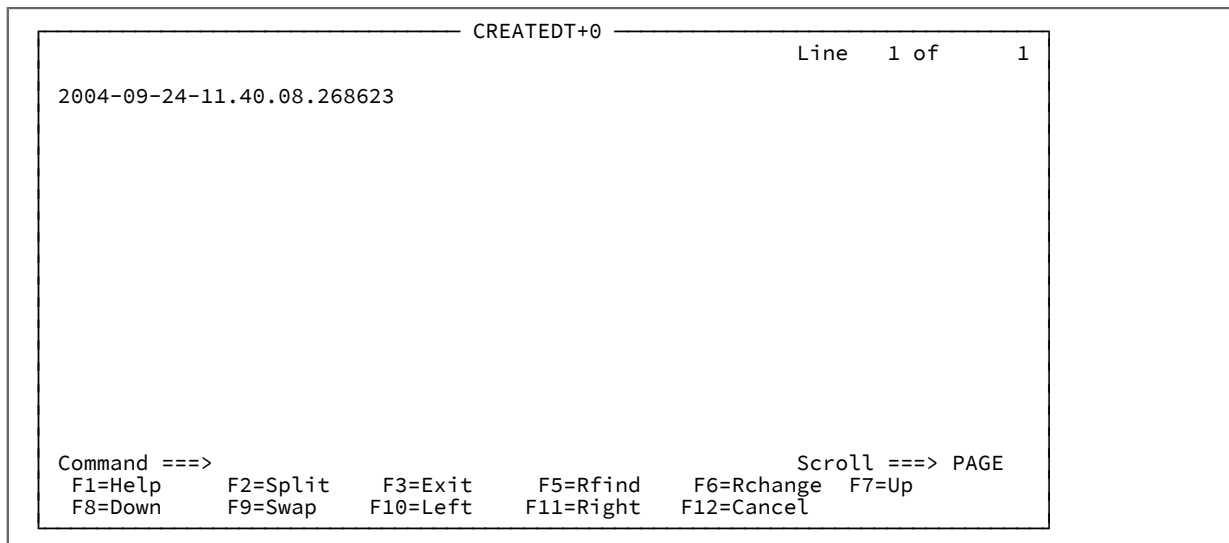 CREATEDT+0
Line 1 of 1
2004-09-24-11.40.08.268623
Command ===> Scroll ===> PAGE
F1=Help F2=Split F3=Exit F5=Rfind F6=Rchange F7=Up
F8=Down F9=Swap F10=Left F11=Right F12=Cancel